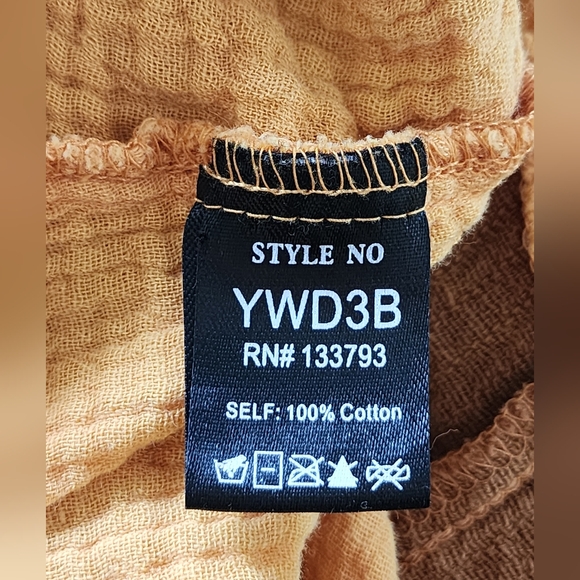 STYLE NO
YWD3B
RN# 133793
SELF: 100% Cotton